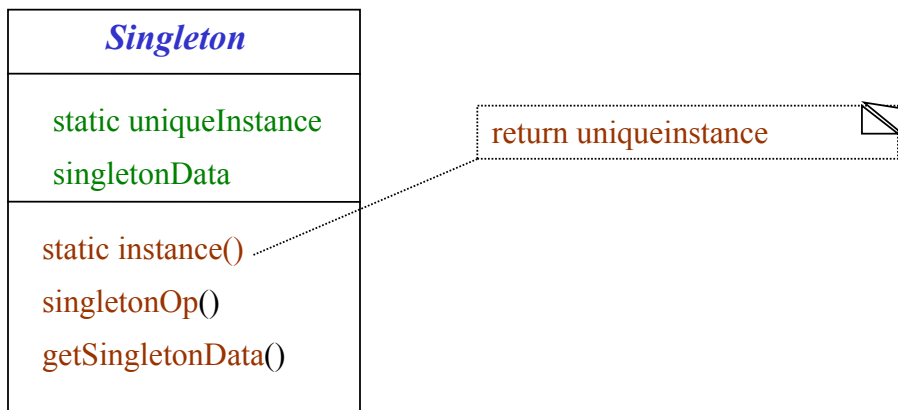 Singleton
static uniqueInstance
singletonData
return uniqueinstance
static instance()
singletonOp()
getSingletonData()